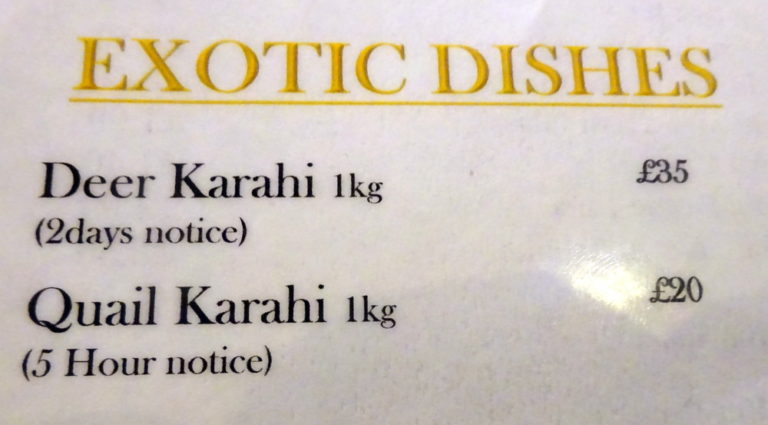 EXOTIC DISHES
Deer Karahi 1kg £35
(2days notice)
Quail Karahi 1kg £20
(5 Hour notice)